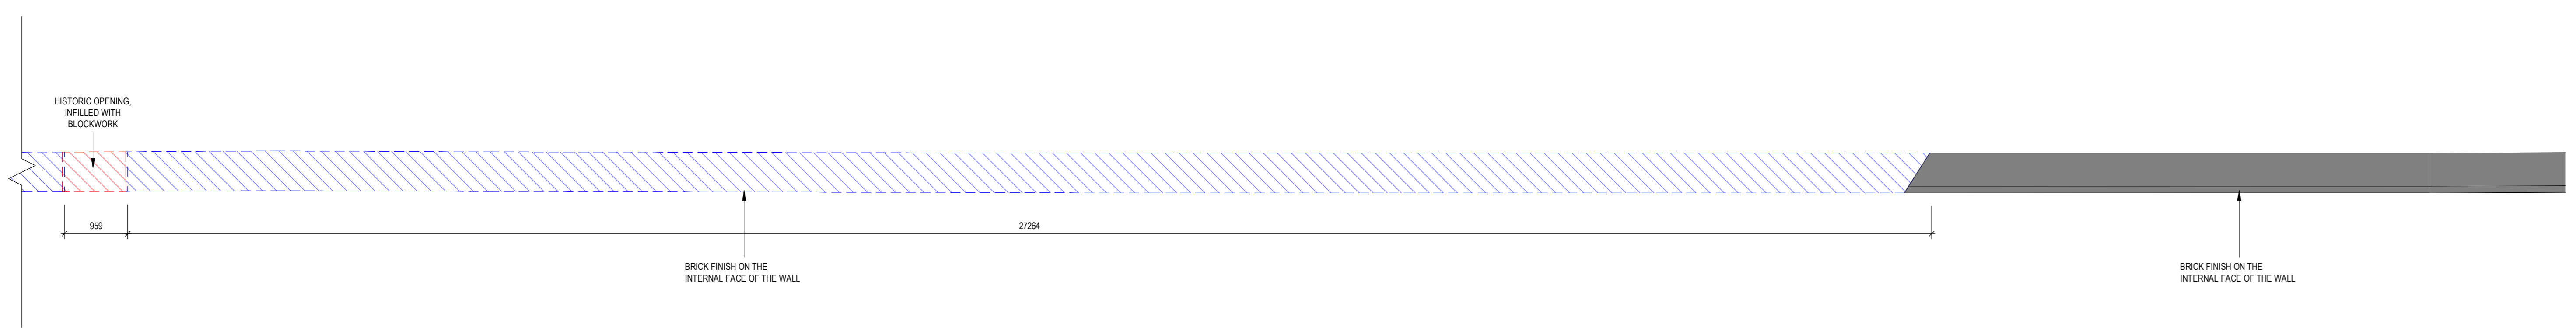 HISTORIC OPENING,
INFILLED WITH
BLOCKWORK
959
27264
BRICK FINISH ON THE
INTERNAL FACE OF THE WALL
BRICK FINISH ON THE
INTERNAL FACE OF THE WALL